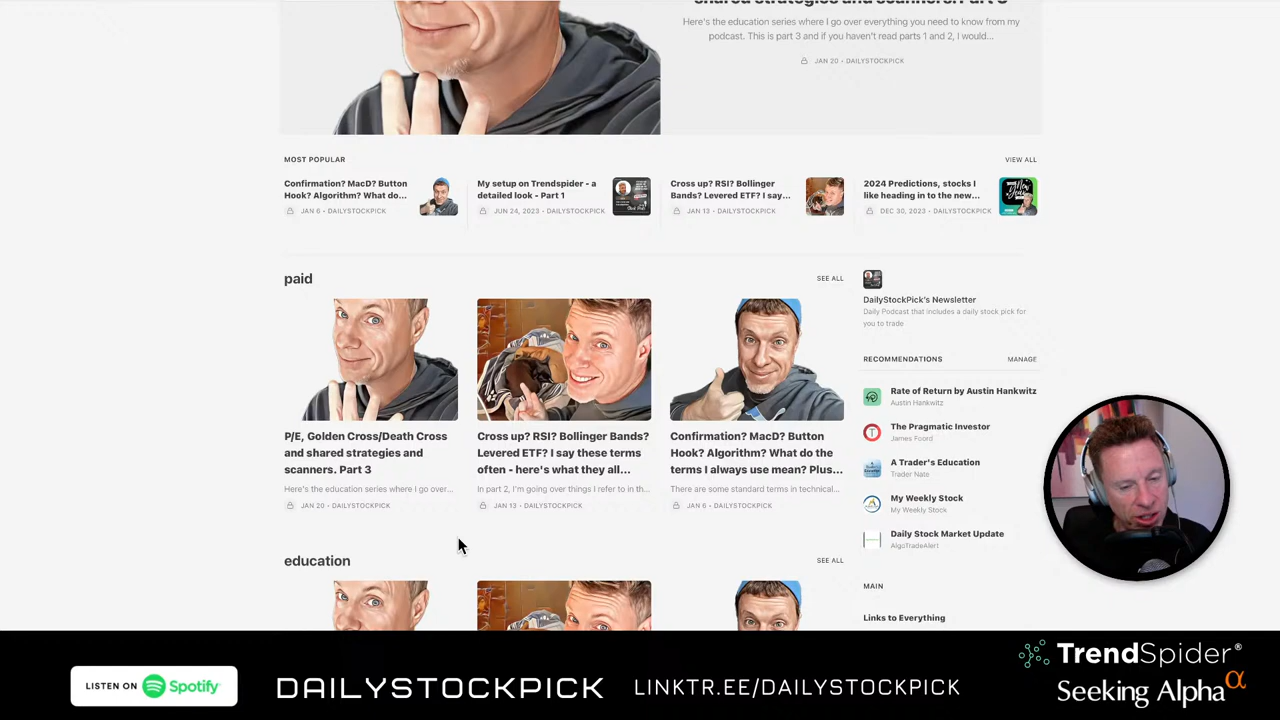 shared strategies and scanners. Part 3
Here's the education series where I go over everything you need to know from my
podcast. This is part 3 and if you haven't read parts 1 and 2, I would...
JAN 20 • DAILYSTOCKPICK
MOST POPULAR
VIEW ALL
Confirmation? MacD? Button
Hook? Algorithm? What do...
JAN 6 • DAILYSTOCKPICK
My setup on Trendspider - a
detailed look - Part 1
JUN 24, 2023 • DAILYSTOCKPICK
Cross up? RSI? Bollinger
Bands? Levered ETF? I say...
JAN 13 • DAILYSTOCKPICK
2024 Predictions, stocks I
like heading in to the new...
DEC 30, 2023 • DAILYSTOCKPICK
paid
SEE ALL
P/E, Golden Cross/Death Cross
and shared strategies and
scanners. Part 3
Here's the education series where I go over...
JAN 20 • DAILYSTOCKPICK
Cross up? RSI? Bollinger Bands?
Levered ETF? I say these terms
often - here's what they all...
In part 2, I'm going over things I refer to in th...
JAN 13 • DAILYSTOCKPICK
Confirmation? MacD? Button
Hook? Algorithm? What do the
terms I always use mean? Plus...
There are some standard terms in technical...
JAN 6 • DAILYSTOCKPICK
DailyStockPick's Newsletter
Daily Podcast that includes a daily stock pick for
you to trade
RECOMMENDATIONS
MANAGE
Rate of Return by Austin Hankwitz
Austin Hankwitz
The Pragmatic Investor
James Foord
A Trader's Education
Trader Nate
My Weekly Stock
My Weekly Stock
Daily Stock Market Update
AlgoTradeAlert
MAIN
Links to Everything
education
SEE ALL
LISTEN ON Spotify
DAILYSTOCKPICK
LINKTR.EE/DAILYSTOCKPICK
TrendSpider®
Seeking Alpha α